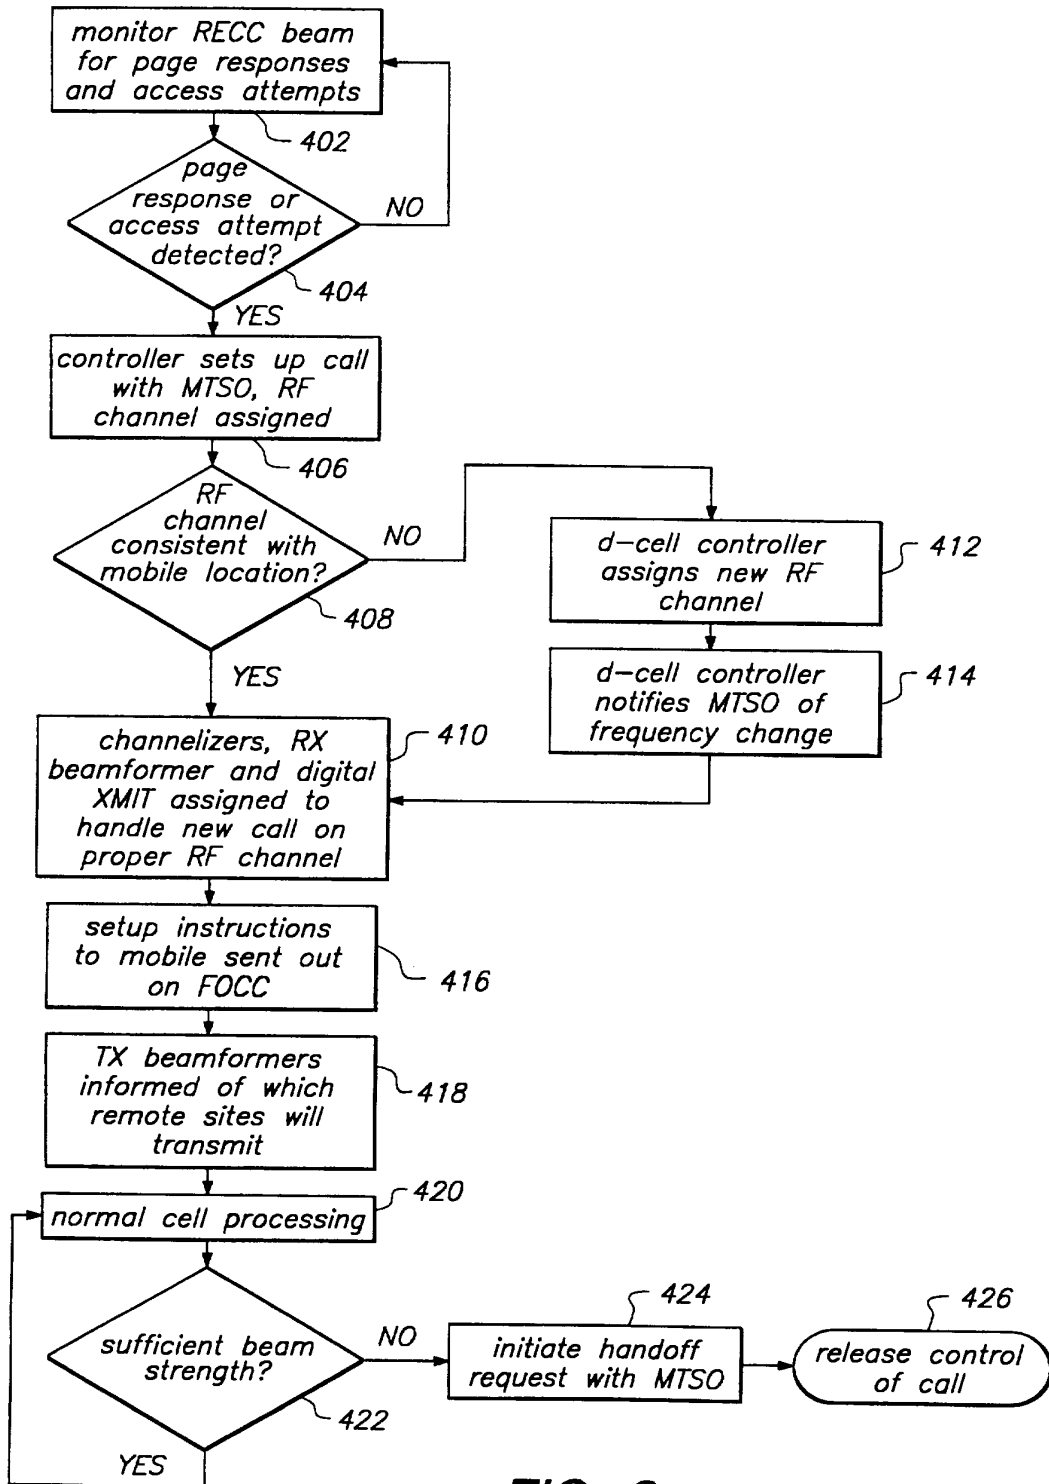 monitor RECC beam
for page responses
and access attempts
402
page
response or
access attempt
detected?
NO
404
YES
controller sets up call
with MTSO, RF
channel assigned
406
RF
channel
consistent with
mobile location?
NO
408
YES
d-cell controller
assigns new RF
channel
412
d-cell controller
notifies MTSO of
frequency change
414
channelizers, RX
beamformer and digital
XMIT assigned to
handle new call on
proper RF channel
410
setup instructions
to mobile sent out
on FOCC
416
TX beamformers
informed of which
remote sites will
transmit
418
normal cell processing
420
sufficient beam
strength?
NO
422
YES
initiate handoff
request with MTSO
424
release control
of call
426